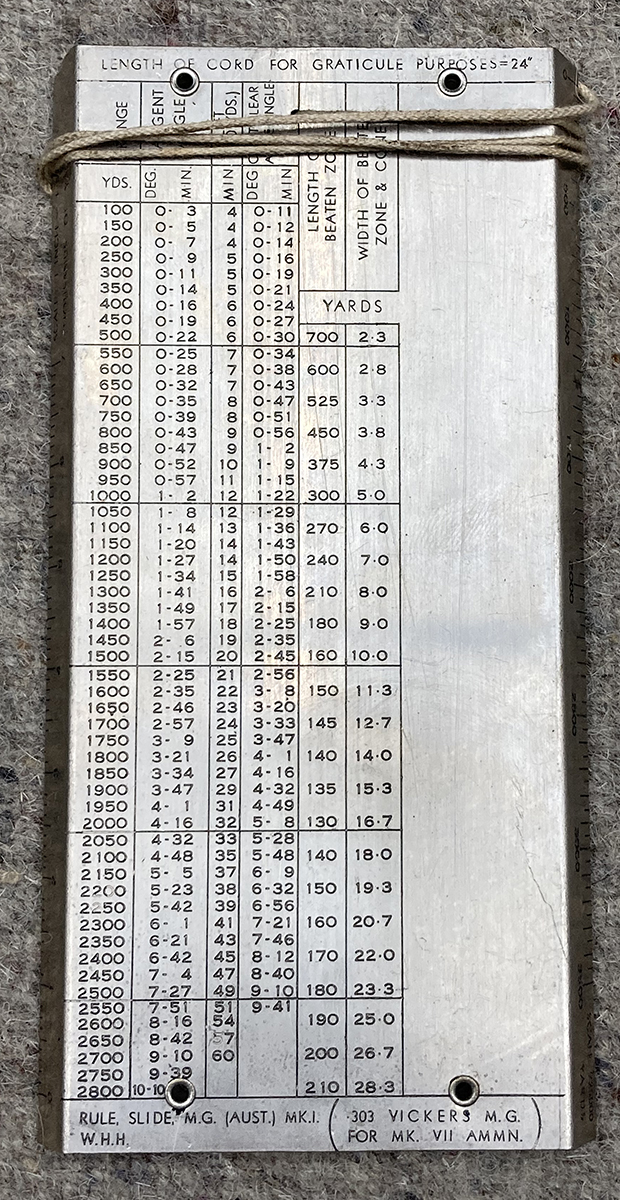 LENGTH OF CORD FOR GRATICULE PURPOSES=24"
LENGTH
BEATEN ZONE
WIDTH OF
ZONE & CONE
YDS. DEG. MIN. MIN. DEG MIN
100 0- 3 4 0-11
150 0- 5 4 0-12
200 0- 7 4 0-14
250 0- 9 5 0-16
300 0-11 5 0-19
350 0-14 5 0-21
400 0-16 6 0-24
YARDS
450 0-19 6 0-27
500 0-22 6 0-30 700 2·3
550 0-25 7 0-34
600 0-28 7 0-38 600 2·8
650 0-32 7 0-43
700 0-35 8 0-47 525 3·3
750 0-39 8 0-51
800 0-43 9 0-56 450 3·8
850 0-47 9 1- 2
900 0-52 10 1- 9 375 4·3
950 0-57 11 1-15
1000 1- 2 12 1-22 300 5·0
1050 1- 8 12 1-29
1100 1-14 13 1-36 270 6·0
1150 1-20 14 1-43
1200 1-27 14 1-50 240 7·0
1250 1-34 15 1-58
1300 1-41 16 2- 6 210 8·0
1350 1-49 17 2-15
1400 1-57 18 2-25 180 9·0
1450 2- 6 19 2-35
1500 2-15 20 2-45 160 10·0
1550 2-25 21 2-56
1600 2-35 22 3- 8 150 11·3
1650 2-46 23 3-20
1700 2-57 24 3-33 145 12·7
1750 3- 9 25 3-47
1800 3-21 26 4- 1 140 14·0
1850 3-34 27 4-16
1900 3-47 29 4-32 135 15·3
1950 4- 1 31 4-49
2000 4-16 32 5- 8 130 16·7
2050 4-32 33 5-28
2100 4-48 35 5-48 140 18·0
2150 5- 5 37 6- 9
2200 5-23 38 6-32 150 19·3
2250 5-42 39 6-56
2300 6- 1 41 7-21 160 20·7
2350 6-21 43 7-46
2400 6-42 45 8-12 170 22·0
2450 7- 4 47 8-40
2500 7-27 49 9-10 180 23·3
2550 7-51 51 9-41
2600 8-16 54 190 25·0
2650 8-42 57
2700 9-10 60 200 26·7
2750 9-39
2800 10-10 210 28·3
RULE, SLIDE, M.G. (AUST.) MK.I. (·303 VICKERS M.G.
W.H.H. FOR MK. VII AMMN.)